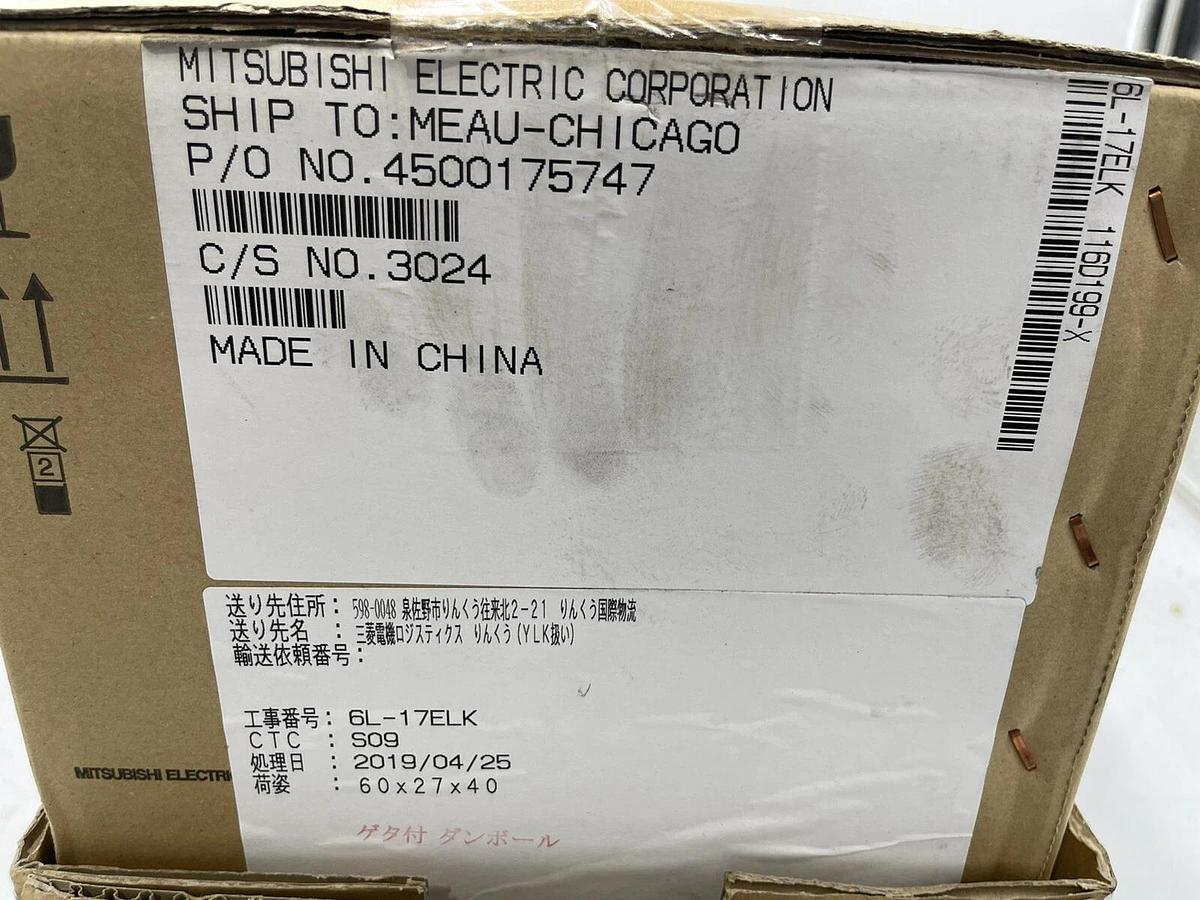 MITSUBISHI ELECTRIC CORPORATION
SHIP TO:MEAU-CHICAGO
P/O NO.4500175747
C/S NO.3024
MADE IN CHINA
6L-17ELK 116D199-X
2
送り先住所： 598-0048 泉佐野市りんくう往来北2-21 りんくう国際物流
送り先名 ： 三菱電機ロジスティクス りんくう(YLK扱い)
輸送依頼番号：
工事番号： 6L-17ELK
CTC ： S09
処理日 ： 2019/04/25
荷姿 ： 60x27x40
ゲタ付 ダンボール
MITSUBISHI ELECTRI